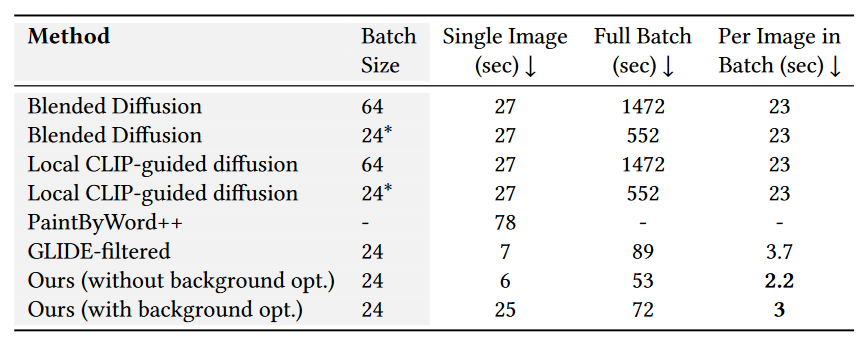 Method Batch Size Single Image (sec) ↓ Full Batch (sec) ↓ Per Image in Batch (sec) ↓
Blended Diffusion 64 27 1472 23
Blended Diffusion 24* 27 552 23
Local CLIP-guided diffusion 64 27 1472 23
Local CLIP-guided diffusion 24* 27 552 23
PaintByWord++ - 78 - -
GLIDE-filtered 24 7 89 3.7
Ours (without background opt.) 24 6 53 2.2
Ours (with background opt.) 24 25 72 3